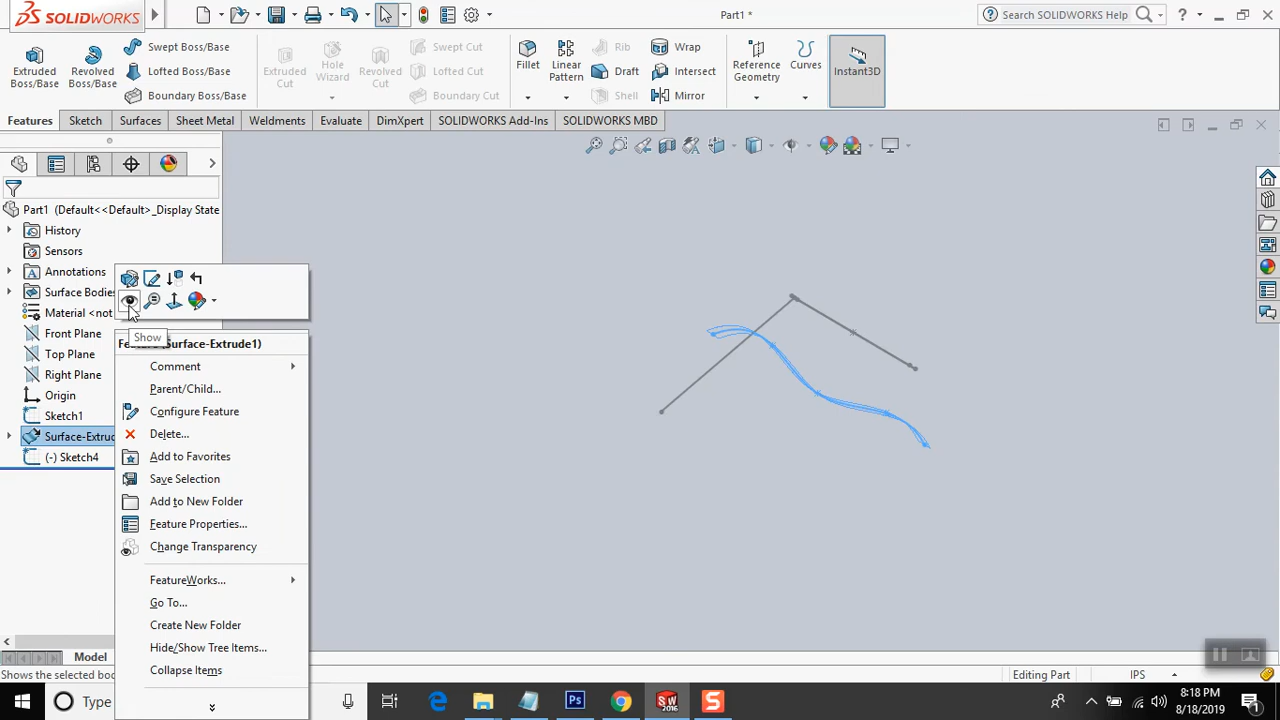 SOLIDWORKS
Part1 *
Search SOLIDWORKS Help
Extruded Boss/Base
Revolved Boss/Base
Swept Boss/Base
Lofted Boss/Base
Boundary Boss/Base
Extruded Cut
Hole Wizard
Revolved Cut
Swept Cut
Lofted Cut
Boundary Cut
Fillet
Linear Pattern
Rib
Draft
Shell
Wrap
Intersect
Mirror
Reference Geometry
Curves
Instant3D
Features
Sketch
Surfaces
Sheet Metal
Weldments
Evaluate
DimXpert
SOLIDWORKS Add-Ins
SOLIDWORKS MBD
Part1 (Default<<Default>_Display State
History
Sensors
Annotations
Surface Bodies
Material <not
Front Plane
Top Plane
Right Plane
Origin
Sketch1
Surface-Extrud
(-) Sketch4
Show
Feature (Surface-Extrude1)
Comment
Parent/Child...
Configure Feature
Delete...
Add to Favorites
Save Selection
Add to New Folder
Feature Properties...
Change Transparency
FeatureWorks...
Go To...
Create New Folder
Hide/Show Tree Items...
Collapse Items
Model
Shows the selected bod
Editing Part
IPS
Type
Ps
SW
2016
S
8:18 PM
8/18/2019